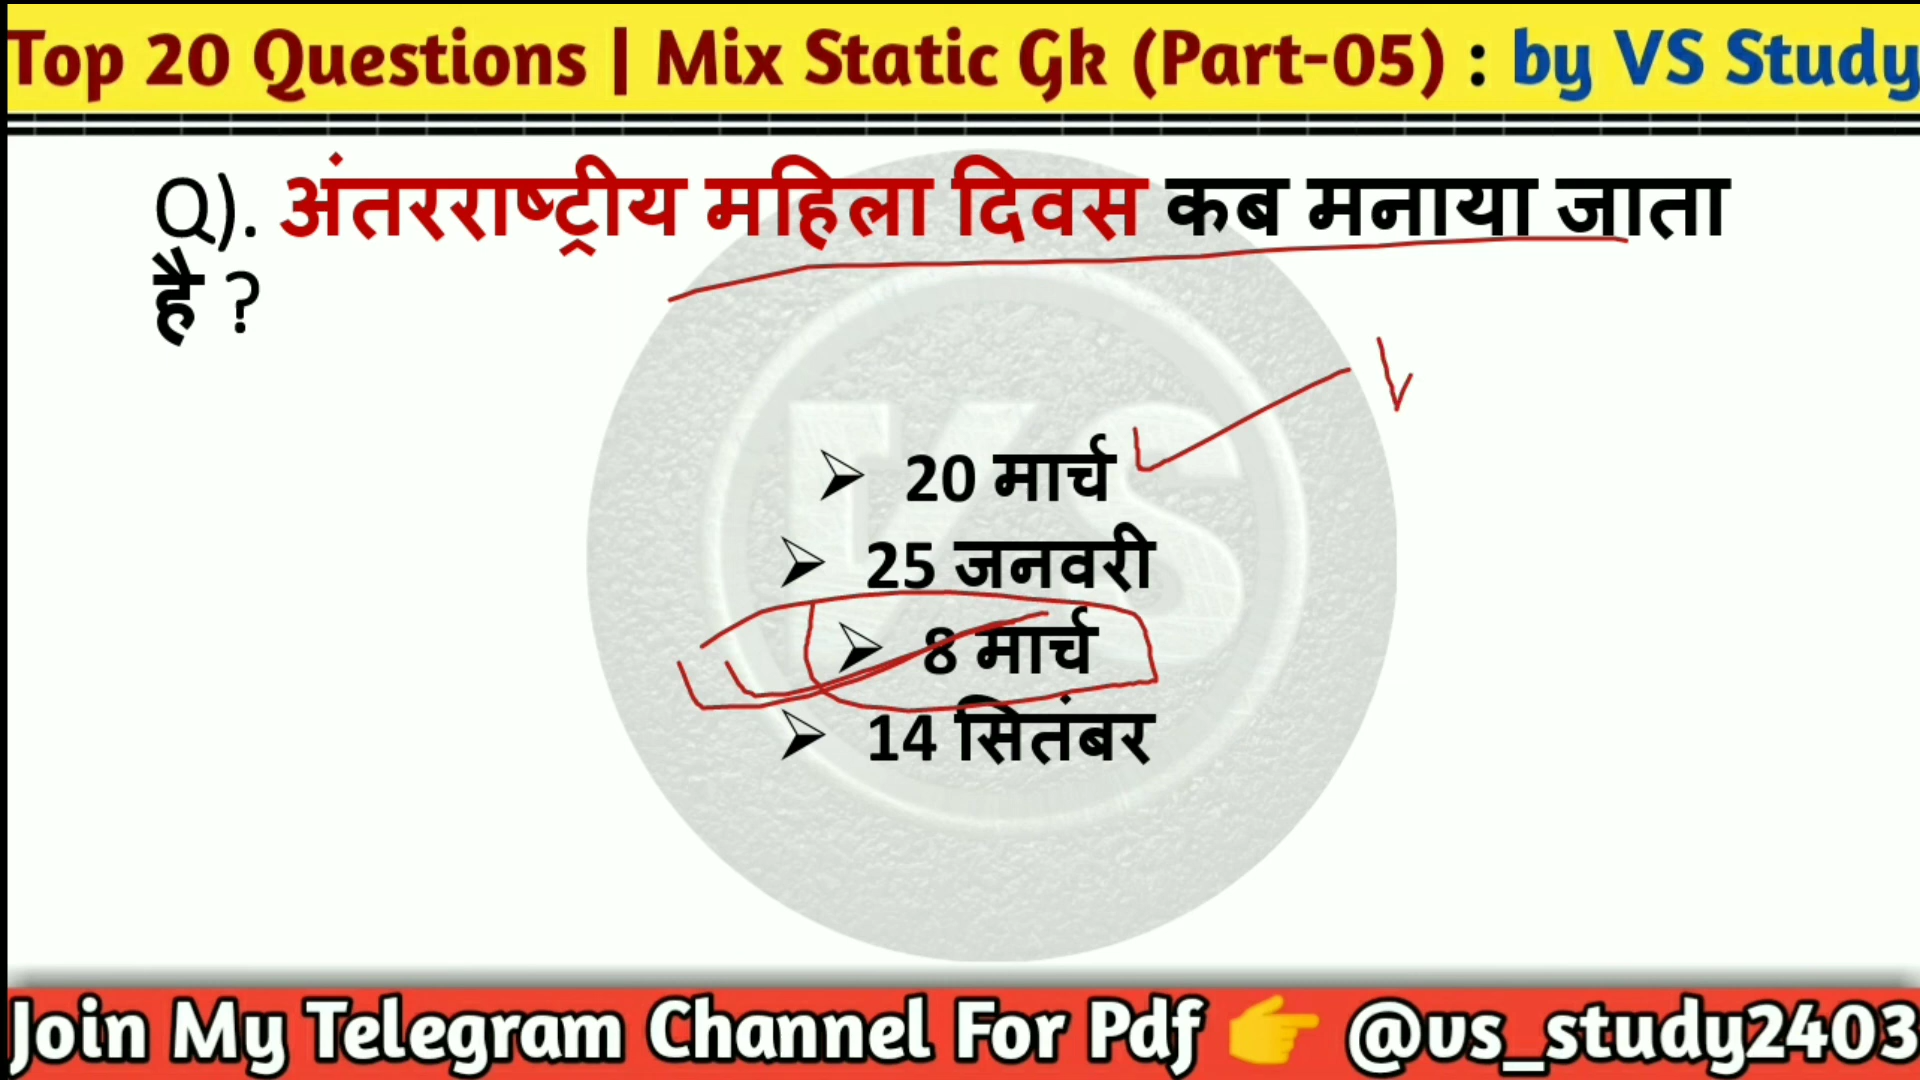 Top 20 Questions | Mix Static Gk (Part-05) : by VS Study
Q). अंतरराष्ट्रीय महिला दिवस कब मनाया जाता
है ?
VS
➢ 20 मार्च
➢ 25 जनवरी
➢ 8 मार्च
➢ 14 सितंबर
Join My Telegram Channel For Pdf 👉 @vs_study2403